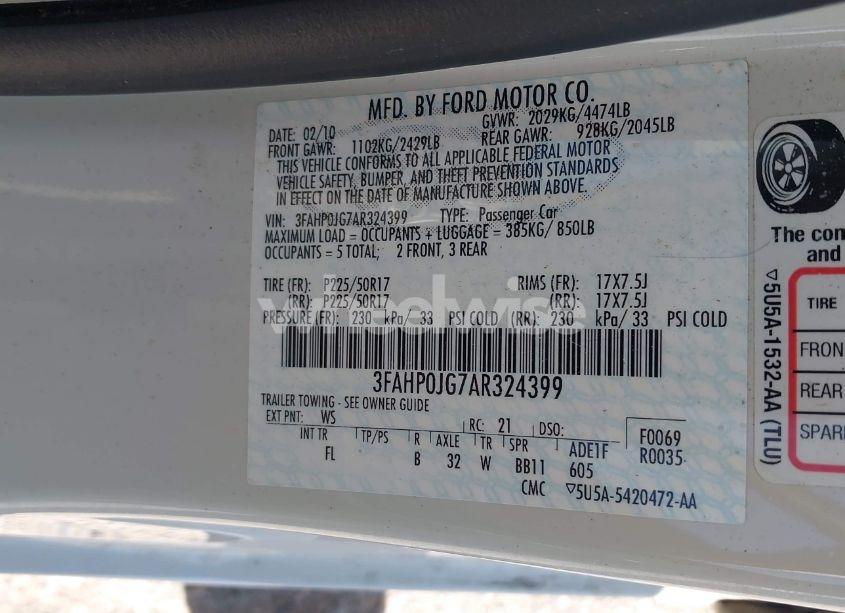 MFD. BY FORD MOTOR CO.
DATE: 02/10 GVWR: 2029KG/4474LB
FRONT GAWR: 1102KG/2429LB REAR GAWR: 928KG/2045LB
THIS VEHICLE CONFORMS TO ALL APPLICABLE FEDERAL MOTOR
VEHICLE SAFETY, BUMPER, AND THEFT PREVENTION STANDARDS
IN EFFECT ON THE DATE OF MANUFACTURE SHOWN ABOVE.
VIN: 3FAHP0JG7AR324399 TYPE: Passenger Car
MAXIMUM LOAD = OCCUPANTS + LUGGAGE = 385KG/ 850LB
OCCUPANTS = 5 TOTAL; 2 FRONT, 3 REAR
TIRE (FR): P225/50R17 RIMS (FR): 17X7.5J
(RR): P225/50R17 (RR): 17X7.5J
PRESSURE (FR): 230 kPa/ 33 PSI COLD (RR): 230 kPa/ 33 PSI COLD
wheelwise
3FAHP0JG7AR324399
TRAILER TOWING - SEE OWNER GUIDE
EXT PNT: WS RC: 21 DSO:
INT TR TP/PS R AXLE TR SPR ADE1F F0069
FL B 32 W BB11 605 R0035
CMC ▽5U5A-5420472-AA
The com
and
TIRE
FRON
REAR
SPARE
▽5U5A-1532-AA (TLU)